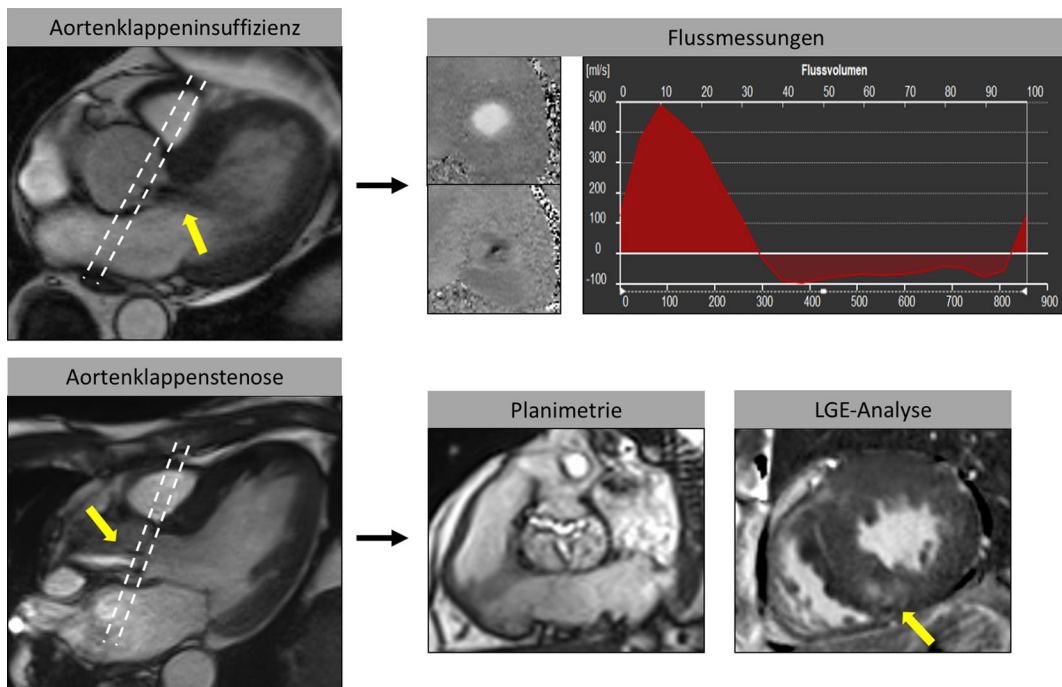 Aortenklappeninsuffizienz
Flussmessungen
Flussvolumen
[ml/s]
0 10 20 30 40 50 60 70 80 90 100
500
400
300
200
100
0
-100
0 100 200 300 400 500 600 700 800 900
Aortenklappenstenose
Planimetrie
LGE-Analyse